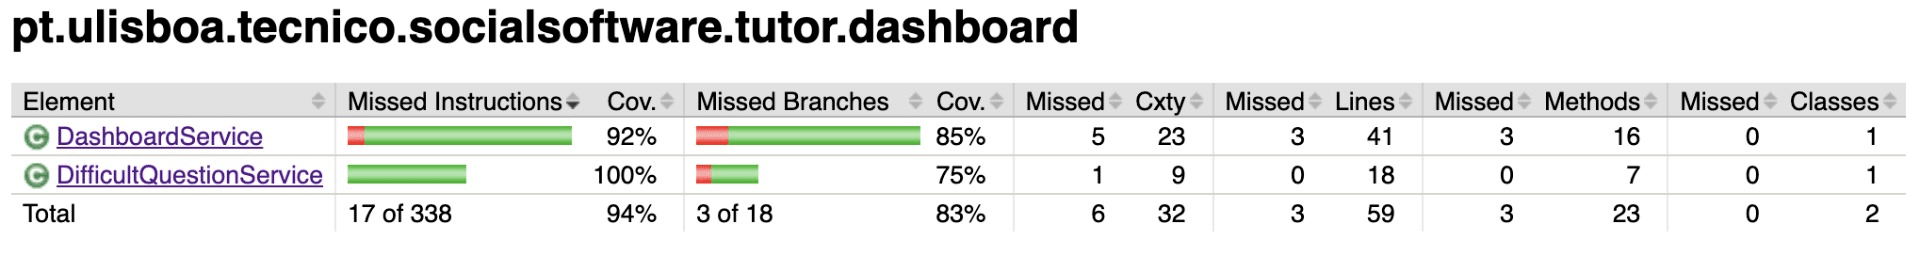 pt.ulisboa.tecnico.socialsoftware.tutor.dashboard
Element Missed Instructions Cov. Missed Branches Cov. Missed Cxty Missed Lines Missed Methods Missed Classes
DashboardService 92% 85% 5 23 3 41 3 16 0 1
DifficultQuestionService 100% 75% 1 9 0 18 0 7 0 1
Total 17 of 338 94% 3 of 18 83% 6 32 3 59 3 23 0 2